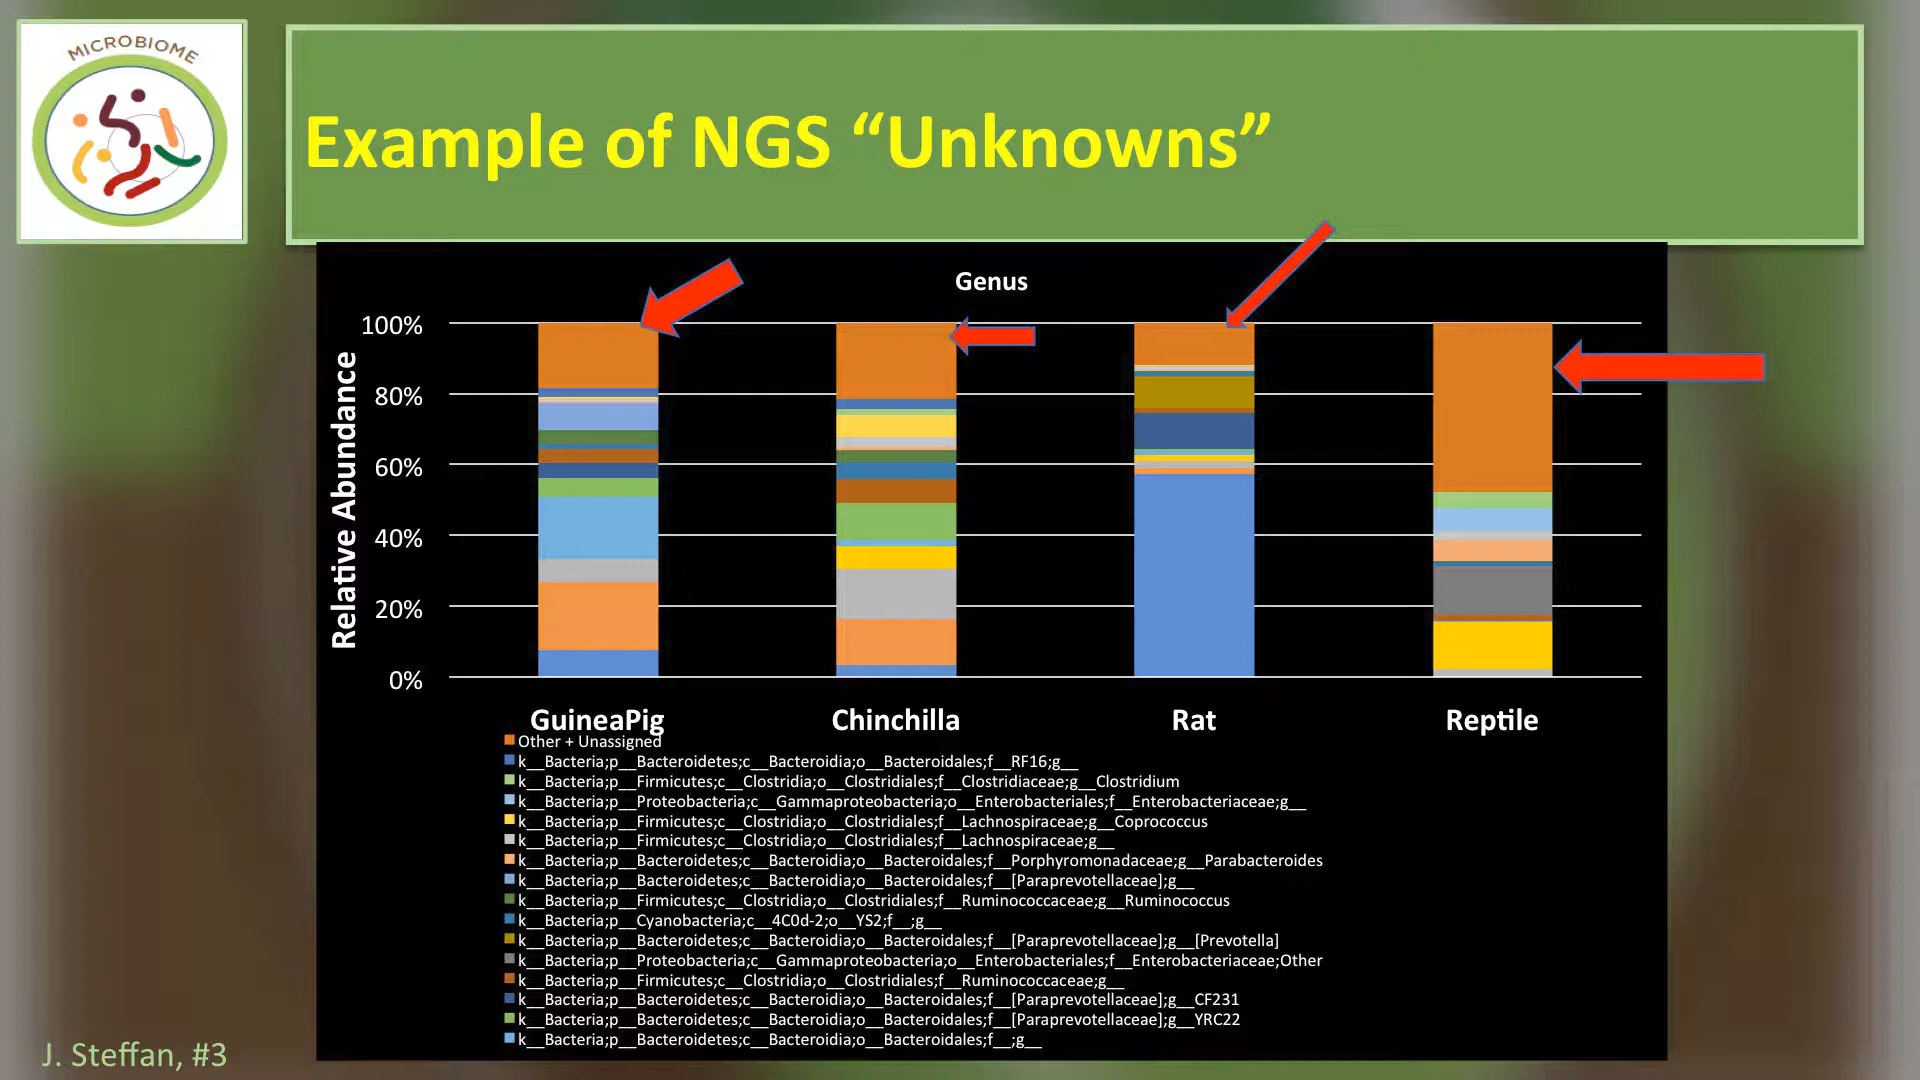 MICROBIOME
Example of NGS “Unknowns”
Genus
Relative Abundance
100%
80%
60%
40%
20%
0%
GuineaPig Chinchilla Rat Reptile
Other + Unassigned
k__Bacteria;p__Bacteroidetes;c__Bacteroidia;o__Bacteroidales;f__RF16;g__
k__Bacteria;p__Firmicutes;c__Clostridia;o__Clostridiales;f__Clostridiaceae;g__Clostridium
k__Bacteria;p__Proteobacteria;c__Gammaproteobacteria;o__Enterobacteriales;f__Enterobacteriaceae;g__
k__Bacteria;p__Firmicutes;c__Clostridia;o__Clostridiales;f__Lachnospiraceae;g__Coprococcus
k__Bacteria;p__Firmicutes;c__Clostridia;o__Clostridiales;f__Lachnospiraceae;g__
k__Bacteria;p__Bacteroidetes;c__Bacteroidia;o__Bacteroidales;f__Porphyromonadaceae;g__Parabacteroides
k__Bacteria;p__Bacteroidetes;c__Bacteroidia;o__Bacteroidales;f__[Paraprevotellaceae];g__
k__Bacteria;p__Firmicutes;c__Clostridia;o__Clostridiales;f__Ruminococcaceae;g__Ruminococcus
k__Bacteria;p__Cyanobacteria;c__4C0d-2;o__YS2;f__;g__
k__Bacteria;p__Bacteroidetes;c__Bacteroidia;o__Bacteroidales;f__[Paraprevotellaceae];g__[Prevotella]
k__Bacteria;p__Proteobacteria;c__Gammaproteobacteria;o__Enterobacteriales;f__Enterobacteriaceae;Other
k__Bacteria;p__Firmicutes;c__Clostridia;o__Clostridiales;f__Ruminococcaceae;g__
k__Bacteria;p__Bacteroidetes;c__Bacteroidia;o__Bacteroidales;f__[Paraprevotellaceae];g__CF231
k__Bacteria;p__Bacteroidetes;c__Bacteroidia;o__Bacteroidales;f__[Paraprevotellaceae];g__YRC22
k__Bacteria;p__Bacteroidetes;c__Bacteroidia;o__Bacteroidales;f__;g__
J. Steffan, #3